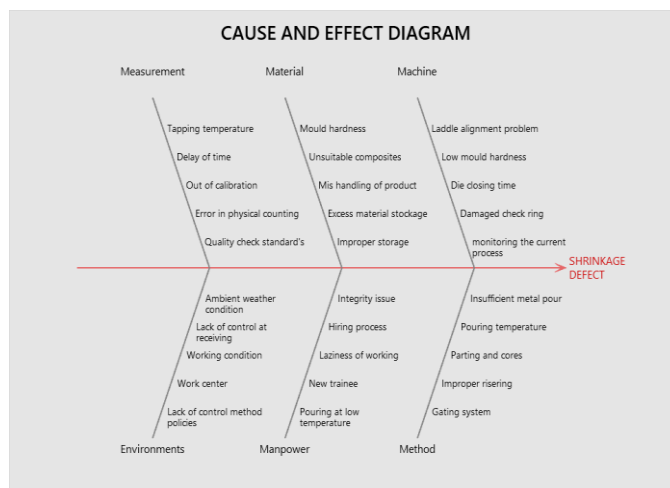 CAUSE AND EFFECT DIAGRAM
Measurement
Material
Machine
Tapping temperature
Mould hardness
Laddle alignment problem
Delay of time
Unsuitable composites
Low mould hardness
Out of calibration
Mis handling of product
Die closing time
Error in physical counting
Excess material stockage
Damaged check ring
Quality check standard's
Improper storage
monitoring the current
process
SHRINKAGE
DEFECT
Ambient weather
condition
Integrity issue
Insufficient metal pour
Lack of control at
receiving
Hiring process
Pouring temperature
Working condition
Laziness of working
Parting and cores
Work center
New trainee
Improper risering
Lack of control method
policies
Pouring at low
temperature
Gating system
Environments
Manpower
Method